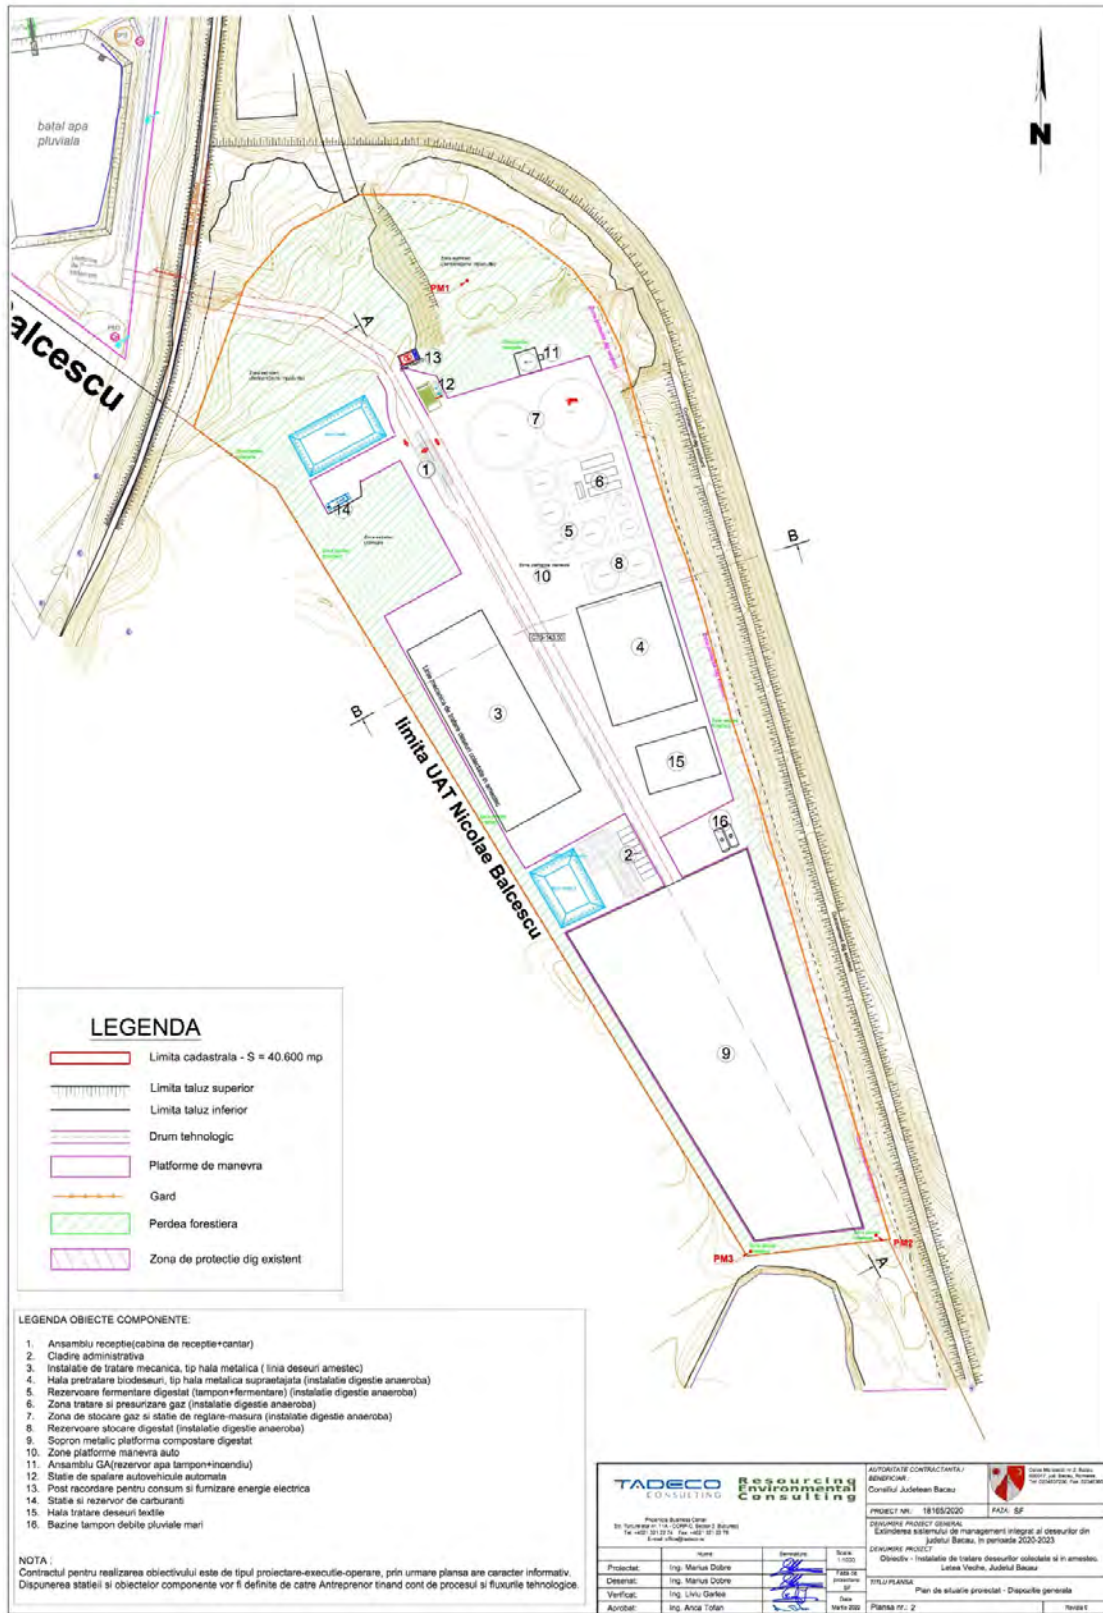 batal apa
pluviala
N
alcescu
PM1
A
13
11
12
7
1
6
14
5
8
10
B
4
3
Linie mecanica de tratare deseuri colectate in amestec
B
limita UAT Nicolae Balcescu
15
16
2
9
PM3
PM2
A
LEGENDA
Limita cadastrala - S = 40.600 mp
Limita taluz superior
Limita taluz inferior
Drum tehnologic
Platforme de manevra
Gard
Perdea forestiera
Zona de protectie dig existent
LEGENDA OBIECTE COMPONENTE:
1. Ansamblu receptie(cabina de receptie+cantar)
2. Cladire administrativa
3. Instalatie de tratare mecanica, tip hala metalica ( linia deseuri amestec)
4. Hala pretratare biodeseuri, tip hala metalica supraetajata (instalatie digestie anaeroba)
5. Rezervoare fermentare digestat (tampon+fermentare) (instalatie digestie anaeroba)
6. Zona tratare si presurizare gaz (instalatie digestie anaeroba)
7. Zona de stocare gaz si statie de reglare-masura (instalatie digestie anaeroba)
8. Rezervoare stocare digestat (instalatie digestie anaeroba)
9. Sopron metalic platforma compostare digestat
10. Zone platforme manevra auto
11. Ansamblu GA(rezervor apa tampon+incendiu)
12. Statie de spalare autovehicule automata
13. Post racordare pentru consum si furnizare energie electrica
14. Statie si rezervor de carburanti
15. Hala tratare deseuri textile
16. Bazine tampon debite pluviale mari
NOTA :
Contractul pentru realizarea obiectivului este de tipul proiectare-executie-operare, prin urmare plansa are caracter informativ.
Dispunerea statiei si obiectelor componente vor fi definite de catre Antreprenor tinand cont de procesul si fluxurile tehnologice.
TADECO
CONSULTING
Resourcing
Environmental
Consulting
AUTORITATE CONTRACTANTA /
BENEFICIAR:
Consiliul Judetean Bacau
PROIECT NR.: 18165/2020
FAZA: SF
DENUMIRE PROIECT GENERAL
Extinderea sistemului de management integrat al deseurilor din
judetul Bacau, in perioada 2020-2023
DENUMIRE PROIECT
Obiectiv - Instalatie de tratare deseurilor colectate si in amestec,
Letea Veche, Judetul Bacau
TITLU PLANSA
Plan de situatie proiectat - Dispozitie generala
Plansa nr.: 2
Nume
Semnatura
Scara:
Proiectat: Ing. Marius Dobre
Desenat: Ing. Marius Dobre
Verificat: Ing. Liviu Garlea
Aprobat: Ing. Anca Tofan
SF
Data